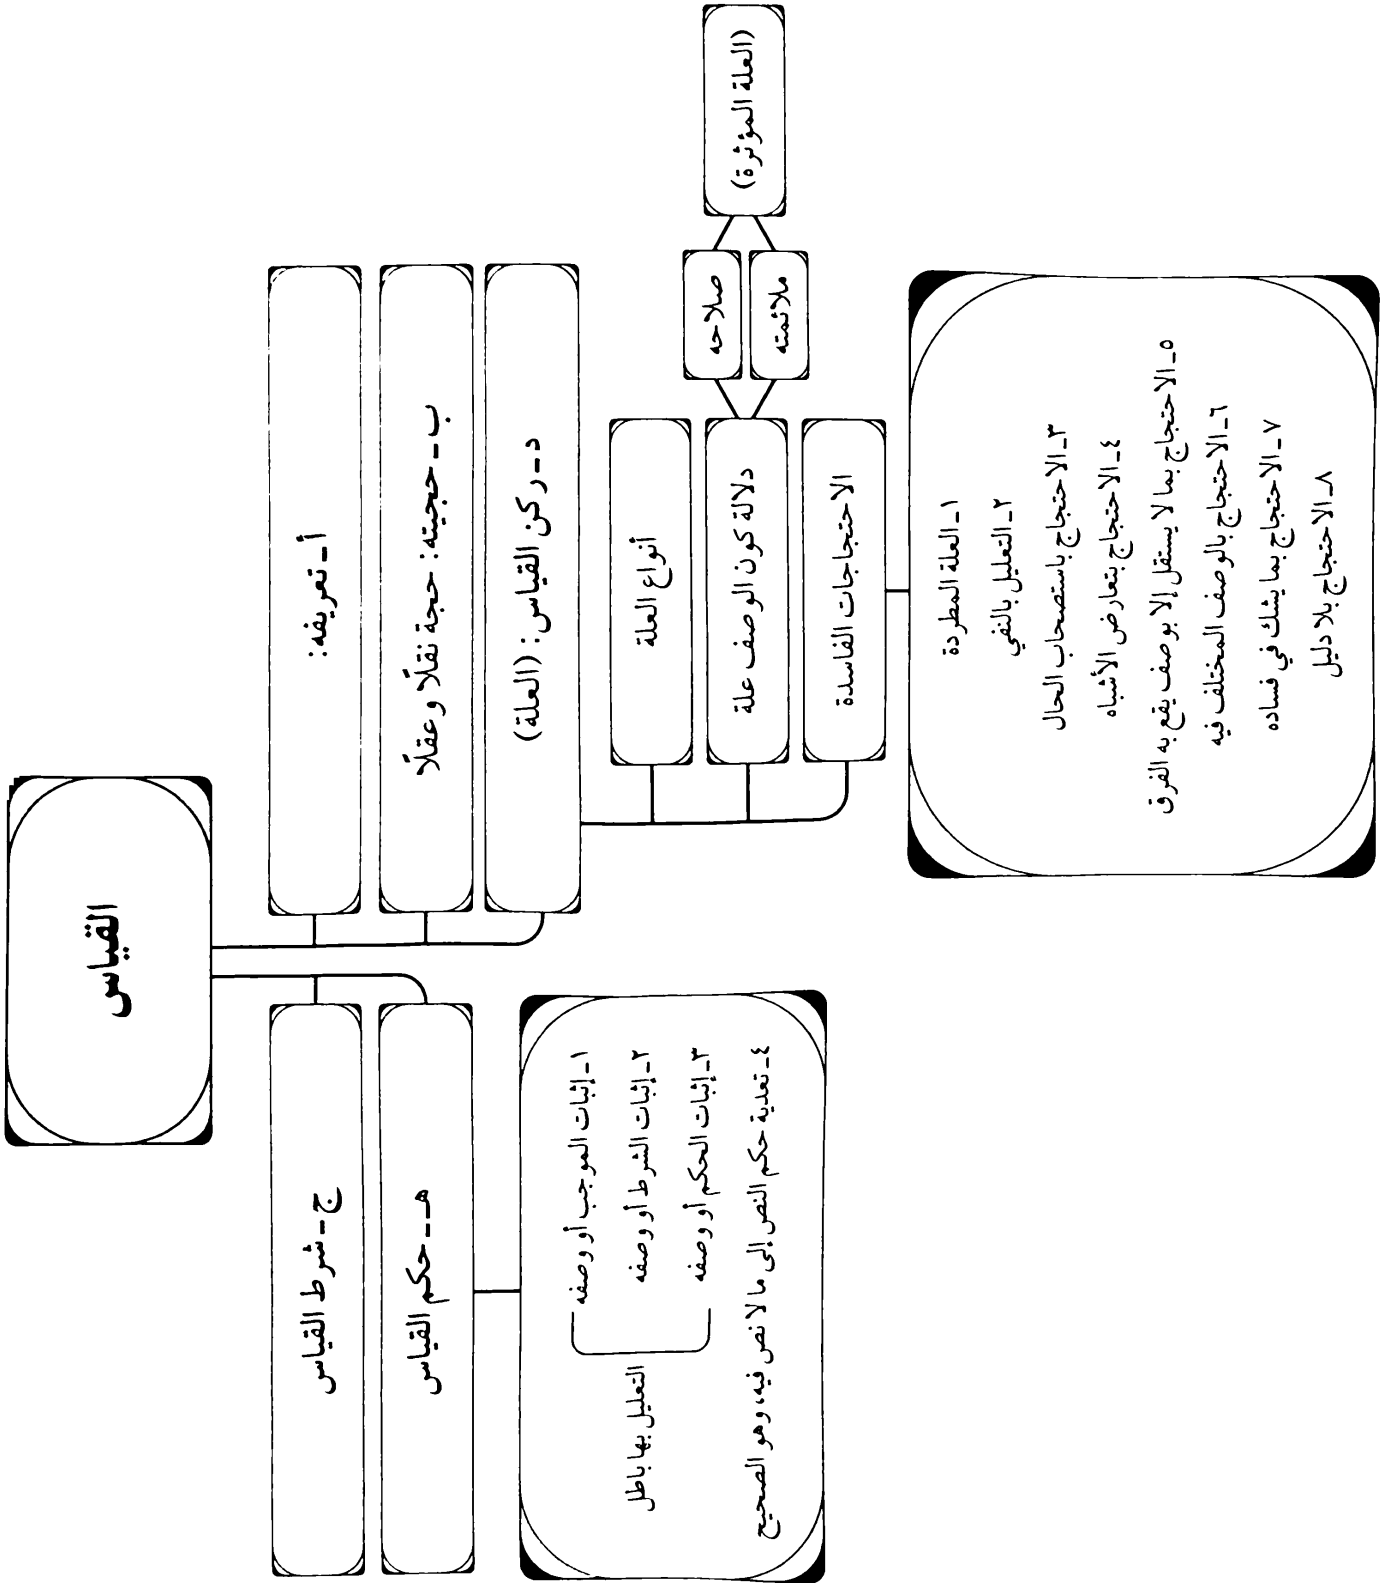 القياس
أ ـ تعريفه:
ب ـ حجيته: حجة نقلًا وعقلًا
د ـ ركن القياس: (العلة)
أنواع العلة
دلالة كون الوصف علة
صلاحه
ملائمته
(العلة المؤثرة)
الاحتجاجات الفاسدة
١ـ العلة المطردة
٢ـ التعليل بالنفي
٣ـ الاحتجاج باستصحاب الحال
٤ـ الاحتجاج بتعارض الأشباه
٥ـ الاحتجاج بما لا يستقل إلا بوصف يقع به الفرق
٦ـ الاحتجاج بالوصف المختلف فيه
٧ـ الاحتجاج بما يشك في فساده
٨ـ الاحتجاج بلا دليل
ج ـ شرط القياس
هـ ـ حكم القياس
١ـ إثبات الموجب أو وصفه
٢ـ إثبات الشرط أو وصفه
٣ـ إثبات الحكم أو وصفه
التعليل بها باطل
٤ـ تعدية حكم النص إلى ما لا نص فيه، وهو الصحيح